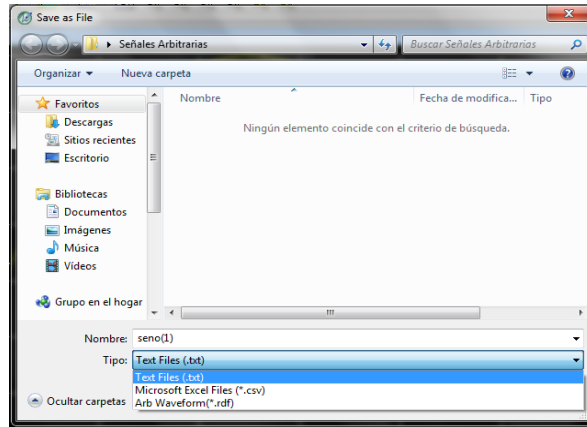 Save as File
Señales Arbitrarias
Buscar Señales Arbitrarias
Organizar
Nueva carpeta
Favoritos
Descargas
Sitios recientes
Escritorio
Bibliotecas
Documentos
Imágenes
Música
Vídeos
Grupo en el hogar
Nombre
Fecha de modifica...
Tipo
Ningún elemento coincide con el criterio de búsqueda.
Nombre: seno(1)
Tipo: Text Files (.txt)
Text Files (.txt)
Microsoft Excel Files (*.csv)
Arb Waveform(*.rdf)
Ocultar carpetas